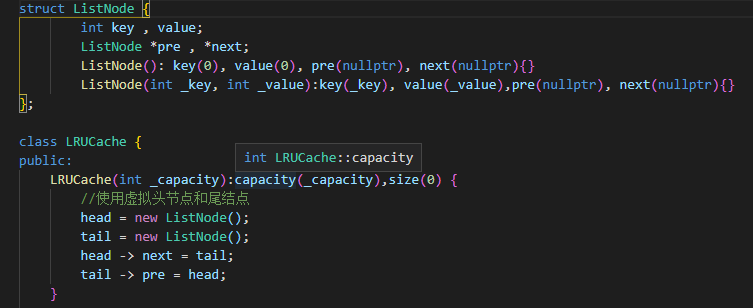 struct ListNode {
int key , value;
ListNode *pre , *next;
ListNode(): key(0), value(0), pre(nullptr), next(nullptr){}
ListNode(int _key, int _value):key(_key), value(_value),pre(nullptr), next(nullptr){}
};
class LRUCache {
public:
int LRUCache::capacity
LRUCache(int _capacity):capacity(_capacity),size(0) {
//使用虚拟头节点和尾结点
head = new ListNode();
tail = new ListNode();
head -> next = tail;
tail -> pre = head;
}